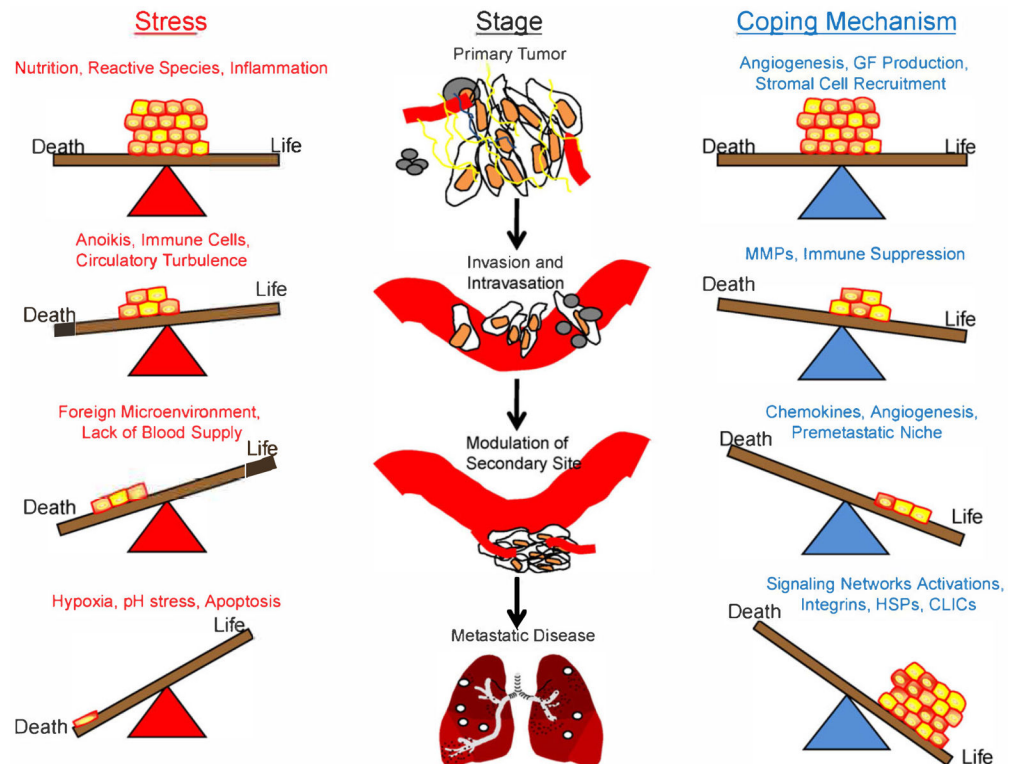 Stress
Stage
Coping Mechanism
Nutrition, Reactive Species, Inflammation
Death
Life
Primary Tumor
Angiogenesis, GF Production,
Stromal Cell Recruitment
Death
Life
Anoikis, Immune Cells,
Circulatory Turbulence
Death
Life
Invasion and
Intravasation
MMPs, Immune Suppression
Death
Life
Foreign Microenvironment,
Lack of Blood Supply
Death
Life
Modulation of
Secondary Site
Chemokines, Angiogenesis,
Premetastatic Niche
Death
Life
Hypoxia, pH stress, Apoptosis
Life
Death
Metastatic Disease
Signaling Networks Activations,
Integrins, HSPs, CLICs
Death
Life